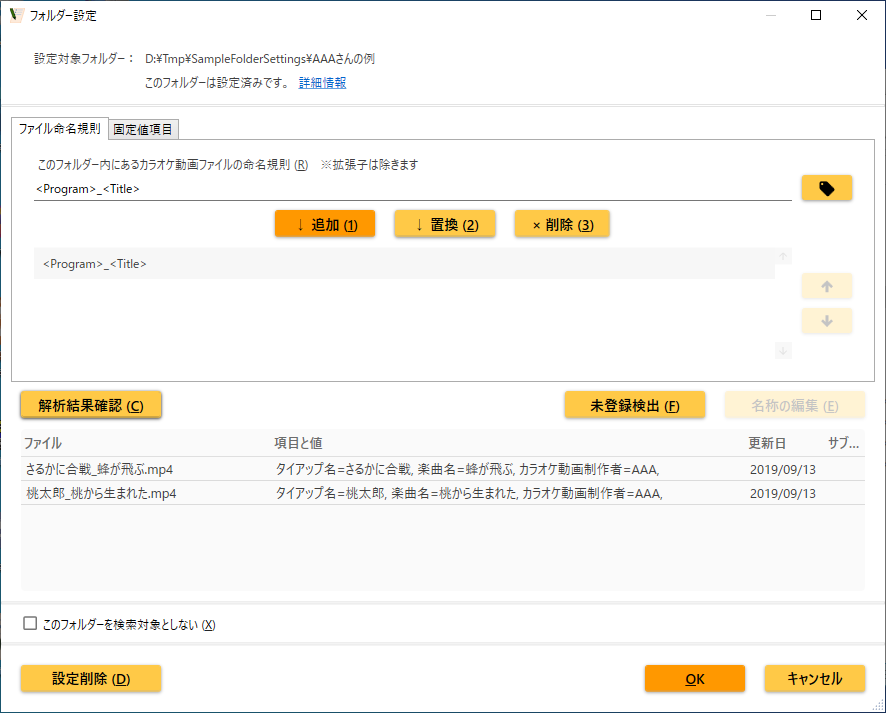 フォルダー設定
設定対象フォルダー： D:¥Tmp¥SampleFolderSettings¥AAAさんの例
このフォルダーは設定済みです。 詳細情報
ファイル命名規則 固定値項目
このフォルダー内にあるカラオケ動画ファイルの命名規則 (R) ※拡張子は除きます
<Program>_<Title>
↓ 追加 (1) ↓ 置換 (2) × 削除 (3)
<Program>_<Title>
解析結果確認 (C) 未登録検出 (F) 名称の編集 (E)
ファイル 項目と値 更新日 サブ...
さるかに合戦_蜂が飛ぶ.mp4 タイアップ名=さるかに合戦, 楽曲名=蜂が飛ぶ, カラオケ動画制作者=AAA, 2019/09/13
桃太郎_桃から生まれた.mp4 タイアップ名=桃太郎, 楽曲名=桃から生まれた, カラオケ動画制作者=AAA, 2019/09/13
このフォルダーを検索対象としない (X)
設定削除 (D) OK キャンセル